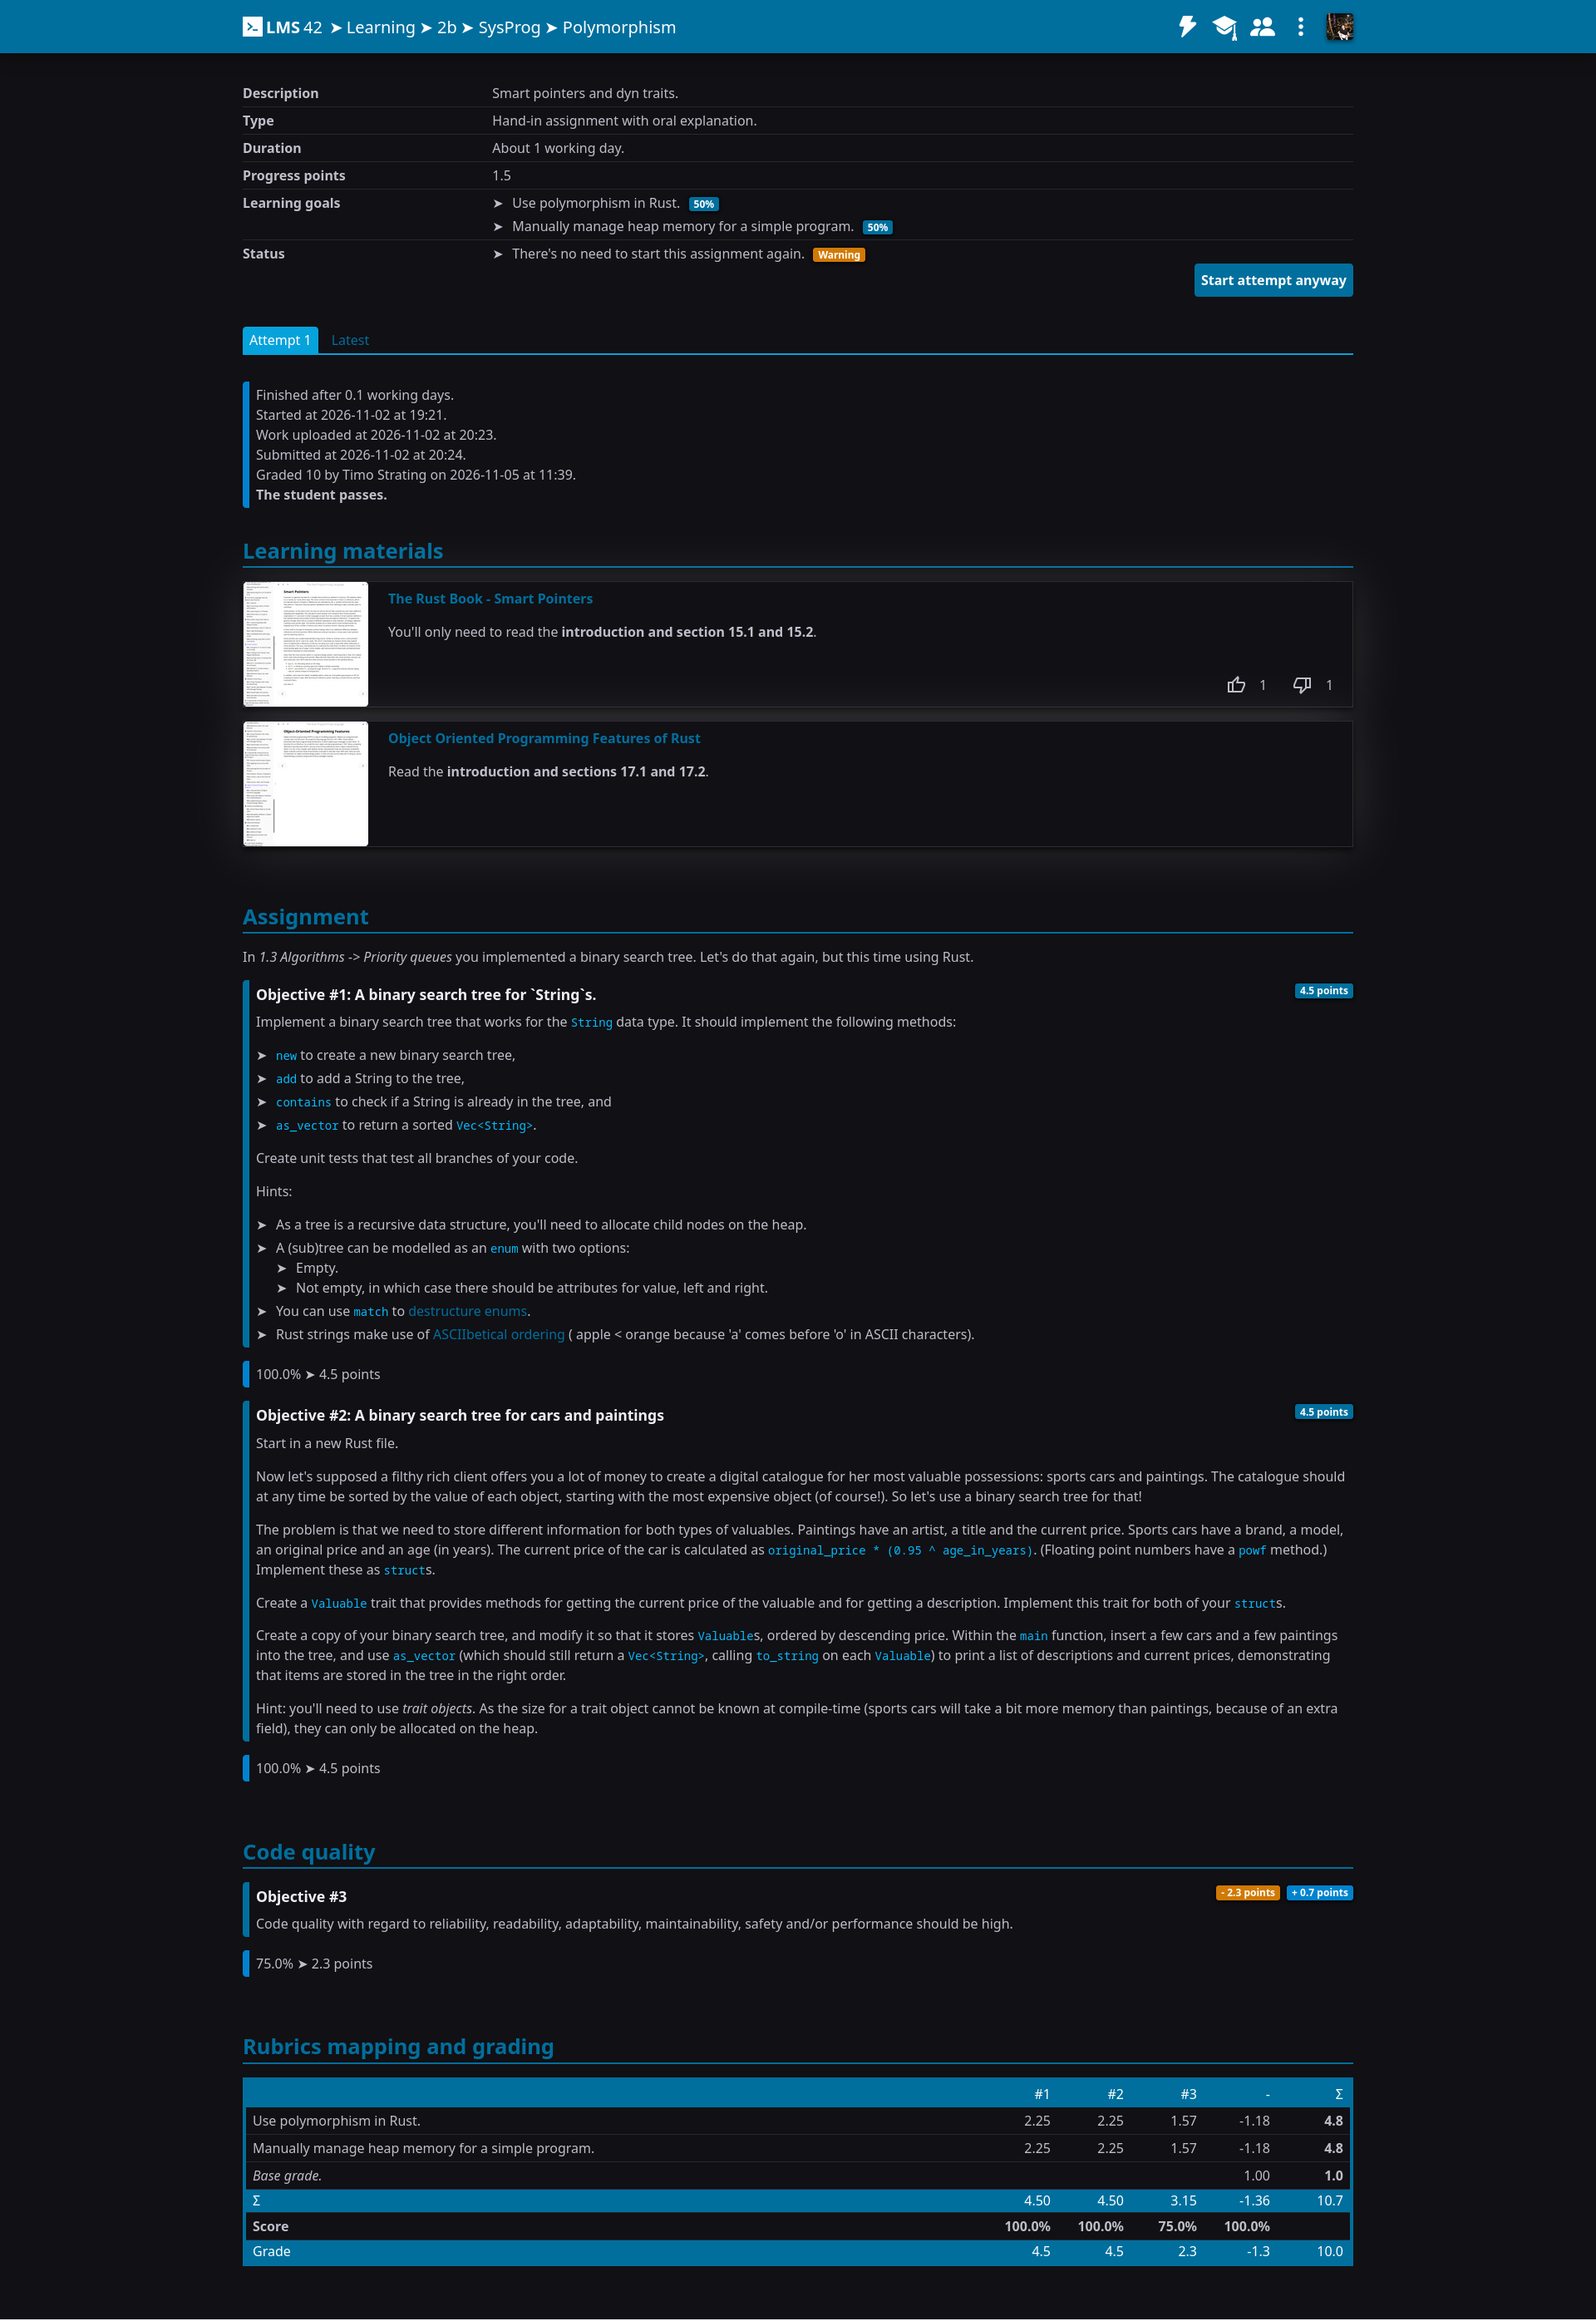 LMS 42 ➤ Learning ➤ 2b ➤ SysProg ➤ Polymorphism
Description Smart pointers and dyn traits.
Type Hand-in assignment with oral explanation.
Duration About 1 working day.
Progress points 1.5
Learning goals ➤ Use polymorphism in Rust. 50%
➤ Manually manage heap memory for a simple program. 50%
Status ➤ There's no need to start this assignment again. Warning
Start attempt anyway
Attempt 1 Latest
Finished after 0.1 working days.
Started at 2026-11-02 at 19:21.
Work uploaded at 2026-11-02 at 20:23.
Submitted at 2026-11-02 at 20:24.
Graded 10 by Timo Strating on 2026-11-05 at 11:39.
The student passes.
Learning materials
The Rust Book - Smart Pointers
You'll only need to read the introduction and section 15.1 and 15.2.
1 1
Object Oriented Programming Features of Rust
Read the introduction and sections 17.1 and 17.2.
Assignment
In 1.3 Algorithms -> Priority queues you implemented a binary search tree. Let's do that again, but this time using Rust.
Objective #1: A binary search tree for `String`s. 4.5 points
Implement a binary search tree that works for the String data type. It should implement the following methods:
➤ new to create a new binary search tree,
➤ add to add a String to the tree,
➤ contains to check if a String is already in the tree, and
➤ as_vector to return a sorted Vec<String>.
Create unit tests that test all branches of your code.
Hints:
➤ As a tree is a recursive data structure, you'll need to allocate child nodes on the heap.
➤ A (sub)tree can be modelled as an enum with two options:
➤ Empty.
➤ Not empty, in which case there should be attributes for value, left and right.
➤ You can use match to destructure enums.
➤ Rust strings make use of ASCIIbetical ordering ( apple < orange because 'a' comes before 'o' in ASCII characters).
100.0% ➤ 4.5 points
Objective #2: A binary search tree for cars and paintings 4.5 points
Start in a new Rust file.
Now let's supposed a filthy rich client offers you a lot of money to create a digital catalogue for her most valuable possessions: sports cars and paintings. The catalogue should
at any time be sorted by the value of each object, starting with the most expensive object (of course!). So let's use a binary search tree for that!
The problem is that we need to store different information for both types of valuables. Paintings have an artist, a title and the current price. Sports cars have a brand, a model,
an original price and an age (in years). The current price of the car is calculated as original_price * (0.95 ^ age_in_years). (Floating point numbers have a powf method.)
Implement these as structs.
Create a Valuable trait that provides methods for getting the current price of the valuable and for getting a description. Implement this trait for both of your structs.
Create a copy of your binary search tree, and modify it so that it stores Valuables, ordered by descending price. Within the main function, insert a few cars and a few paintings
into the tree, and use as_vector (which should still return a Vec<String>, calling to_string on each Valuable) to print a list of descriptions and current prices, demonstrating
that items are stored in the tree in the right order.
Hint: you'll need to use trait objects. As the size for a trait object cannot be known at compile-time (sports cars will take a bit more memory than paintings, because of an extra
field), they can only be allocated on the heap.
100.0% ➤ 4.5 points
Code quality
Objective #3 - 2.3 points + 0.7 points
Code quality with regard to reliability, readability, adaptability, maintainability, safety and/or performance should be high.
75.0% ➤ 2.3 points
Rubrics mapping and grading
#1 #2 #3 - Σ
Use polymorphism in Rust. 2.25 2.25 1.57 -1.18 4.8
Manually manage heap memory for a simple program. 2.25 2.25 1.57 -1.18 4.8
Base grade. 1.00 1.0
Σ 4.50 4.50 3.15 -1.36 10.7
Score 100.0% 100.0% 75.0% 100.0%
Grade 4.5 4.5 2.3 -1.3 10.0